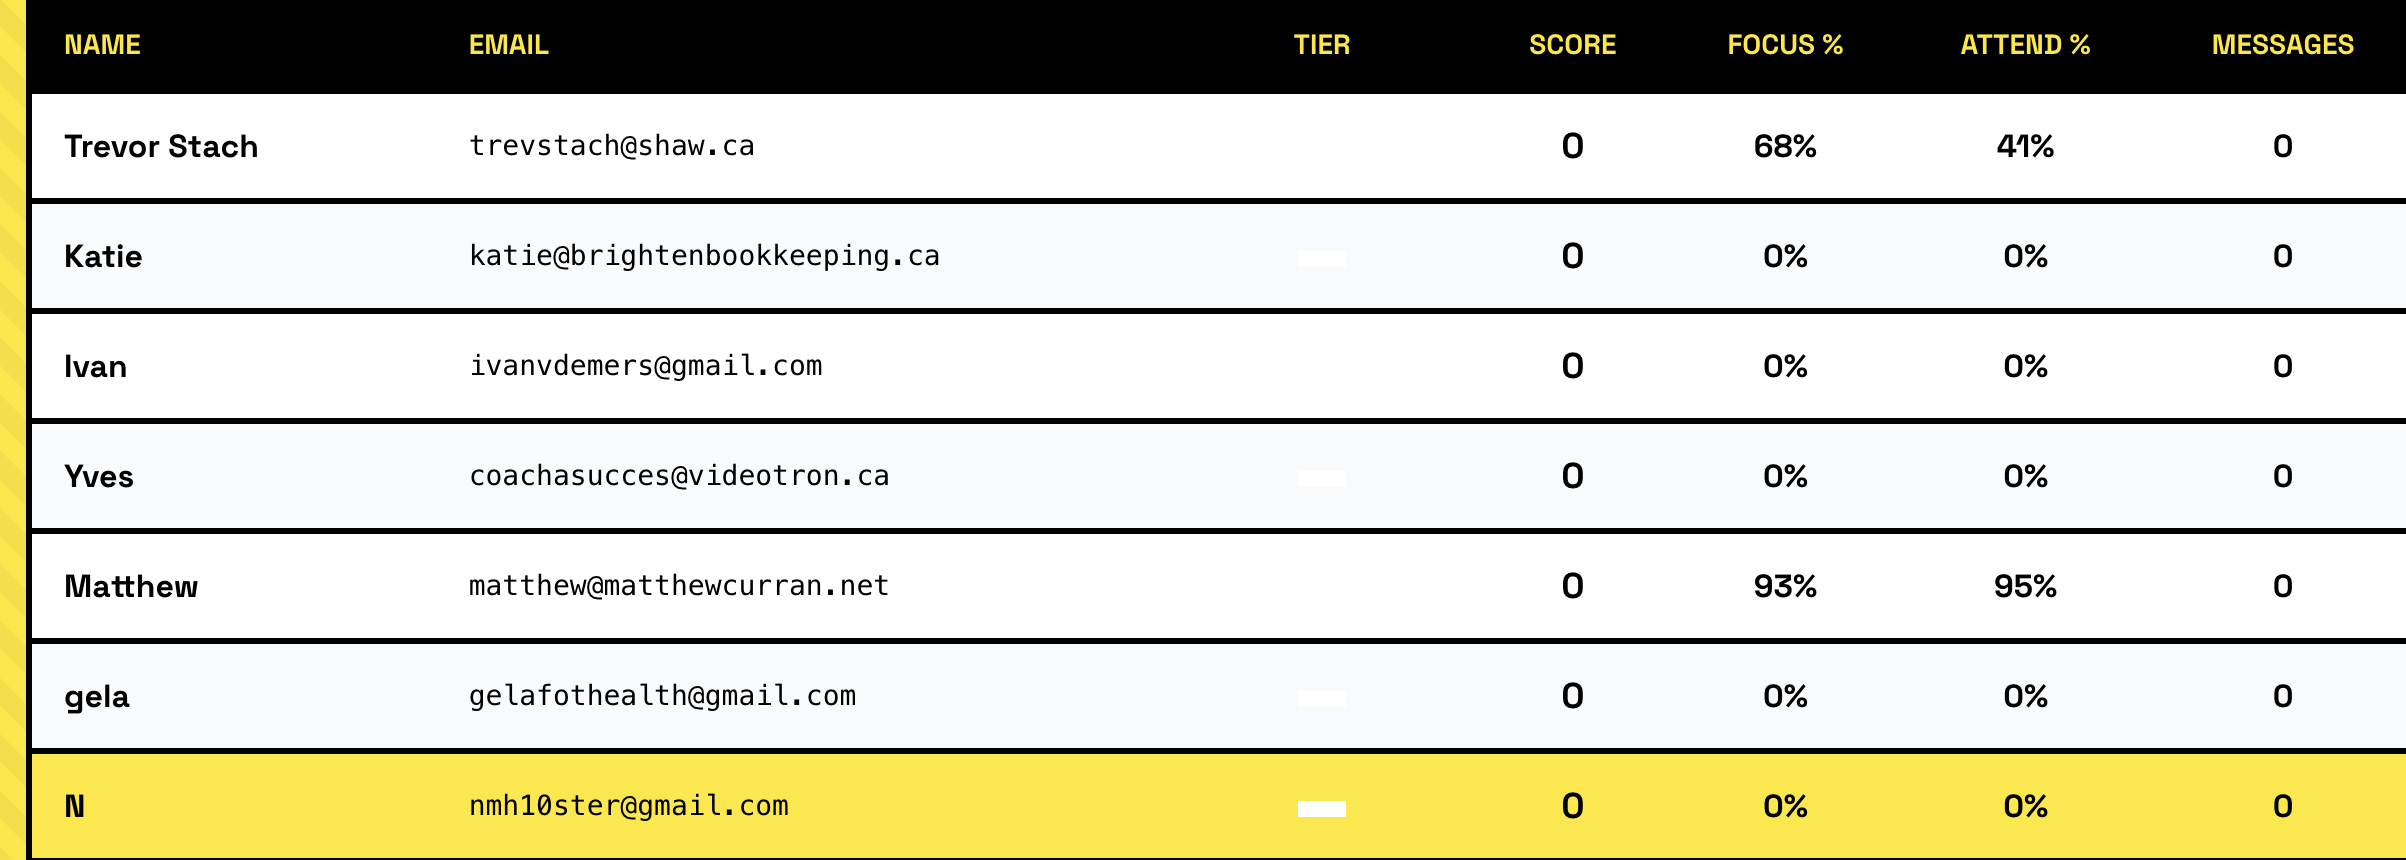 NAME EMAIL TIER SCORE FOCUS % ATTEND % MESSAGES
Trevor Stach trevstach@shaw.ca 0 68% 41% 0
Katie katie@brightenbookkeeping.ca 0 0% 0% 0
Ivan ivanvdemers@gmail.com 0 0% 0% 0
Yves coachasucces@videotron.ca 0 0% 0% 0
Matthew matthew@matthewcurran.net 0 93% 95% 0
gela gelafothealth@gmail.com 0 0% 0% 0
N nmh10ster@gmail.com 0 0% 0% 0